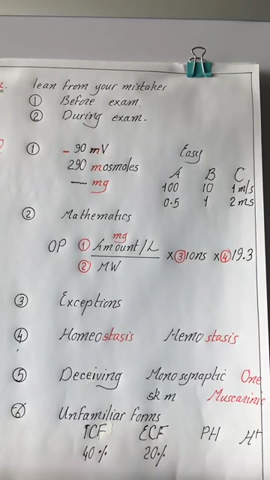 lean from your mistaker
① Before exam.
② During exam.
① - 90 mV Easy
290 mosmoles A B C
mg 100 10 1 m/s
0.5 1 2 ms
② Mathematics
mg
OP ① Amount/L × ③ ions × ④ 19.3
② MW
③ Exceptions
④ Homeostasis Hemostasis
⑤ Deceiving Monosynaptic One
sk m Muscarinic
⑥ Unfamiliar forms
ICF ECF PH H+
40% 20%